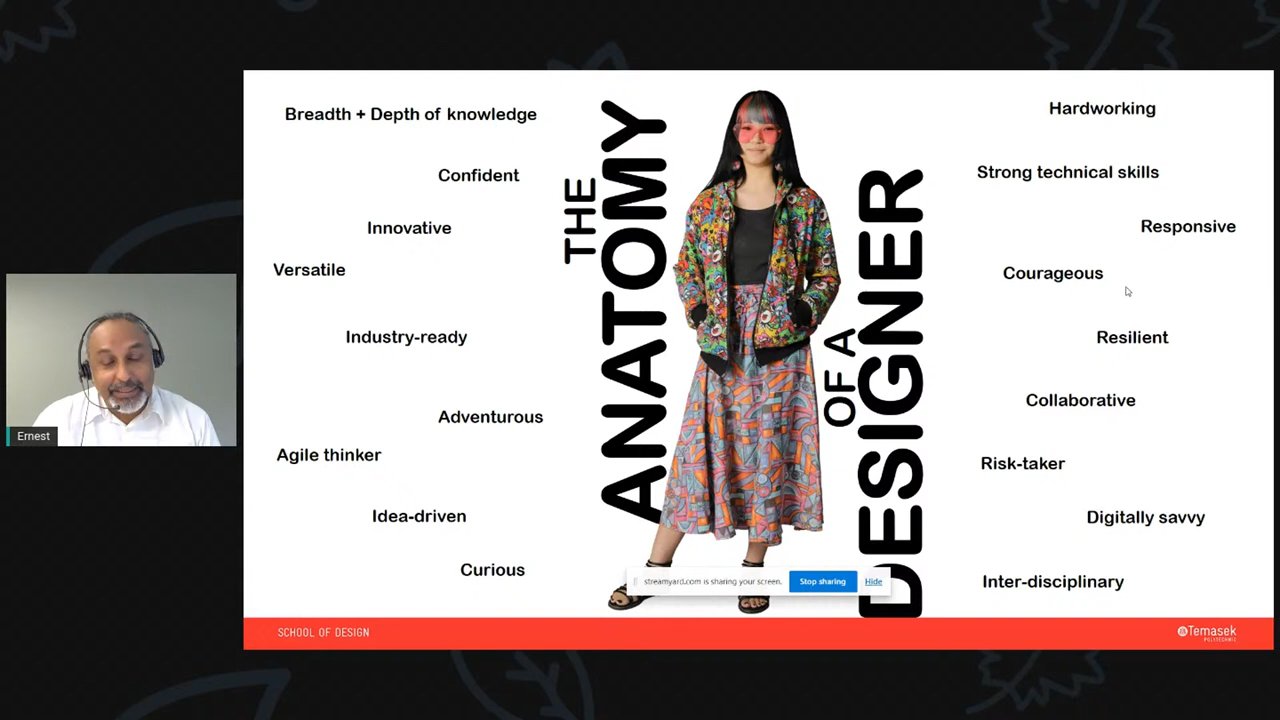 Breadth + Depth of knowledge
Confident
Innovative
Versatile
Industry-ready
Adventurous
Agile thinker
Idea-driven
Curious
THE
ANATOMY
OF A
DESIGNER
Hardworking
Strong technical skills
Responsive
Courageous
Resilient
Collaborative
Risk-taker
Digitally savvy
Inter-disciplinary
streamyard.com is sharing your screen.
Stop sharing
Hide
Ernest
SCHOOL OF DESIGN
Temasek
POLYTECHNIC